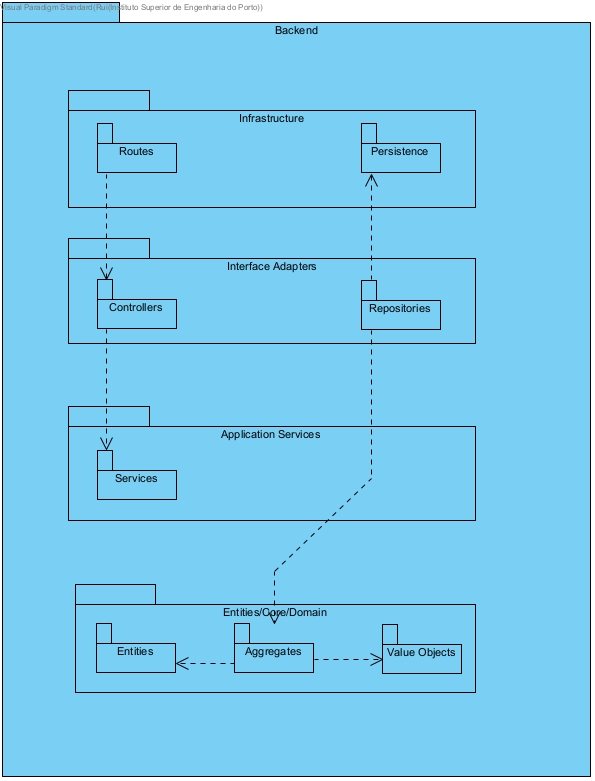 Visual Paradigm Standard(Rui(Instituto Superior de Engenharia do Porto))
Backend
Infrastructure
Routes
Persistence
Interface Adapters
Controllers
Repositories
Application Services
Services
Entities/Core/Domain
Entities
Aggregates
Value Objects